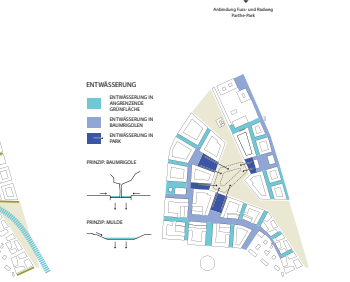 Anbindung Fuss- und Radweg
Parthe-Park
ENTWÄSSERUNG
ENTWÄSSERUNG IN
ANGRENZENDE
GRÜNFLÄCHE
ENTWÄSSERUNG IN
BAUMRIGOLEN
ENTWÄSSERUNG IN
PARK
PRINZIP: BAUMRIGOLE
PRINZIP: MULDE